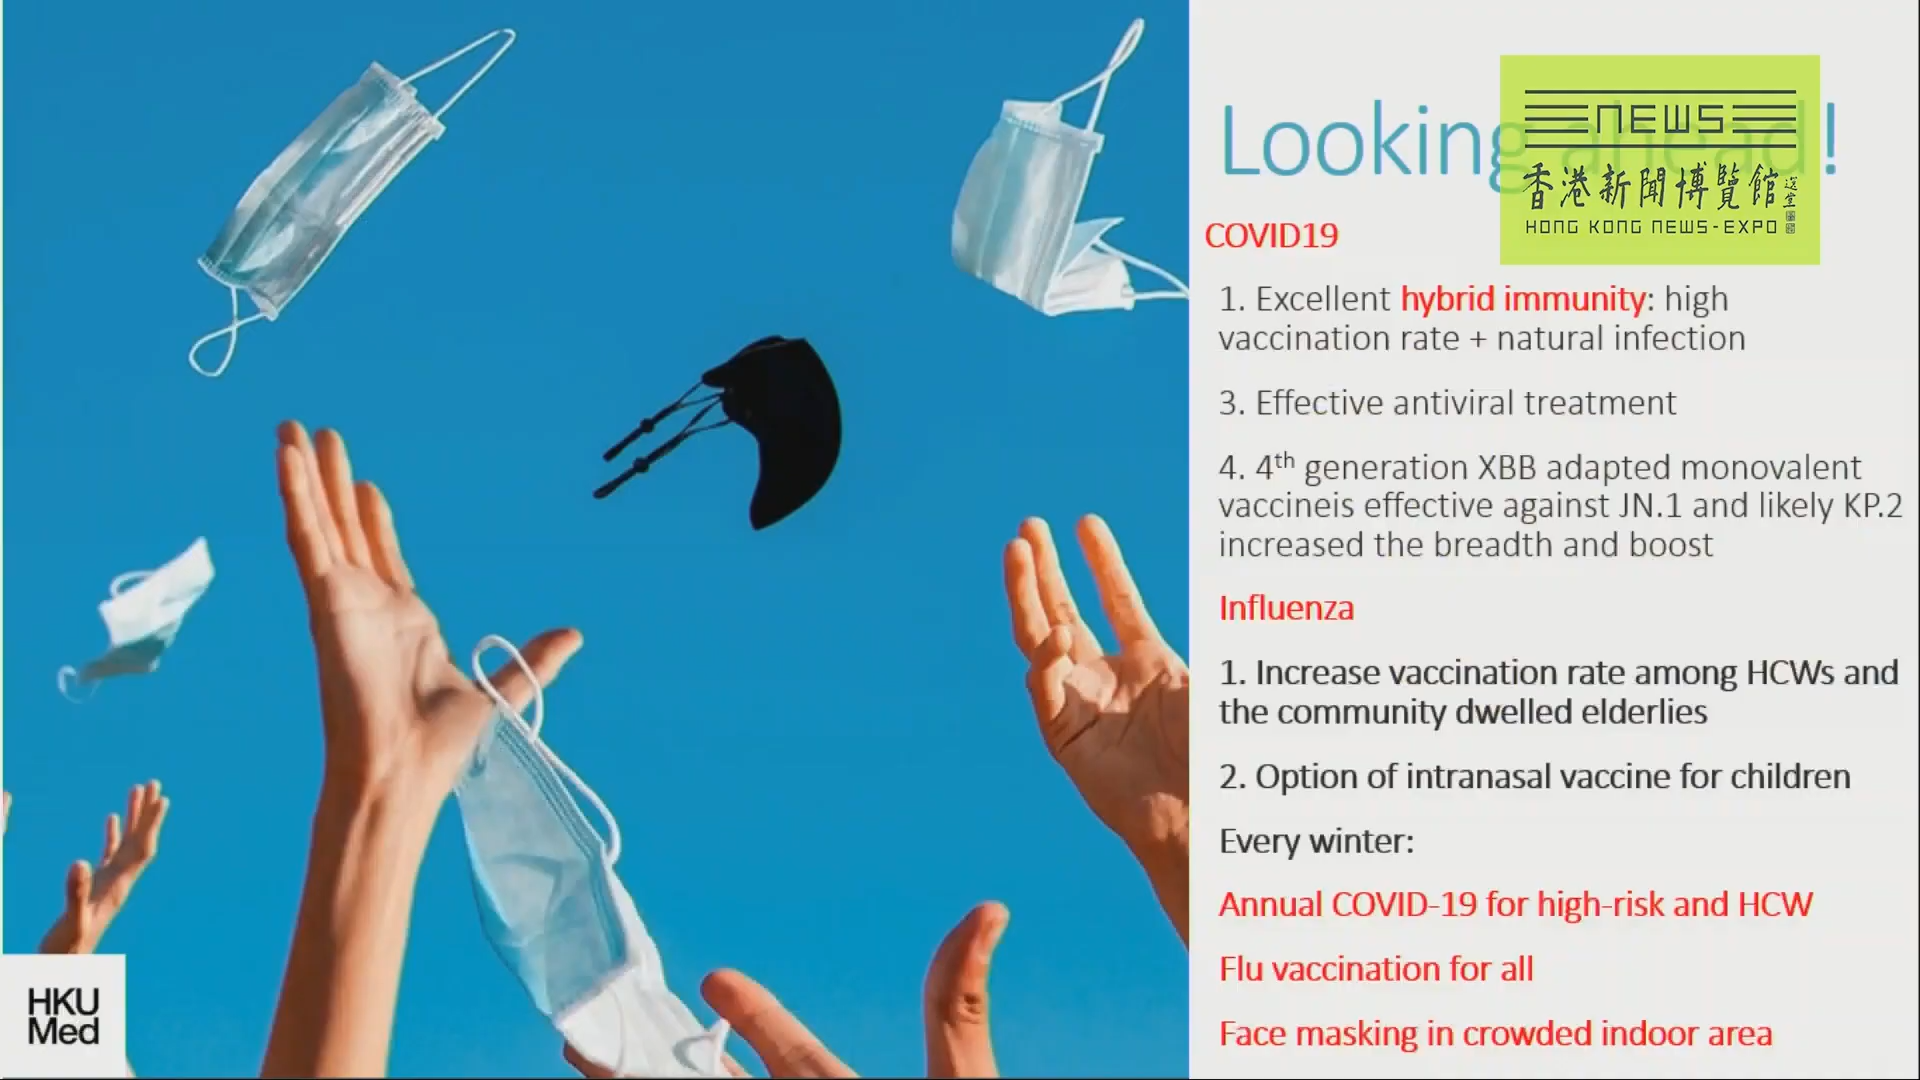 Looking ahead!
NEWS
香港新聞博覽館
HONG KONG NEWS-EXPO
COVID19
1. Excellent hybrid immunity: high
vaccination rate + natural infection
3. Effective antiviral treatment
4. 4th generation XBB adapted monovalent
vaccineis effective against JN.1 and likely KP.2
increased the breadth and boost
Influenza
1. Increase vaccination rate among HCWs and
the community dwelled elderlies
2. Option of intranasal vaccine for children
Every winter:
Annual COVID-19 for high-risk and HCW
Flu vaccination for all
Face masking in crowded indoor area
HKU
Med